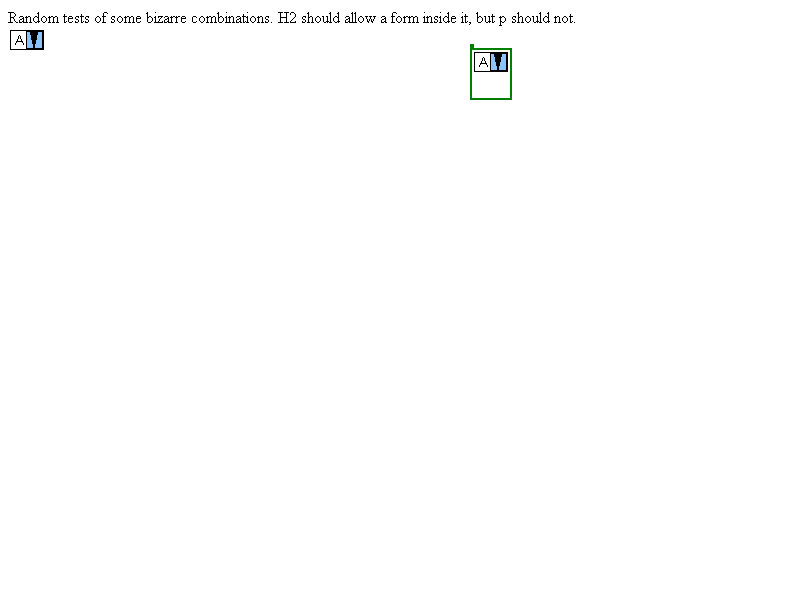 Random tests of some bizarre combinations. H2 should allow a form inside it, but p should not.
A
A